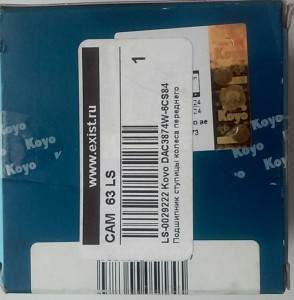 www.exist.ru
CAM 63 LS
1
LS-0029222 Koyo DAC3874W-6CS84
Подшипник ступицы колеса переднего
Koyo
Koyo
Koyo
Koyo